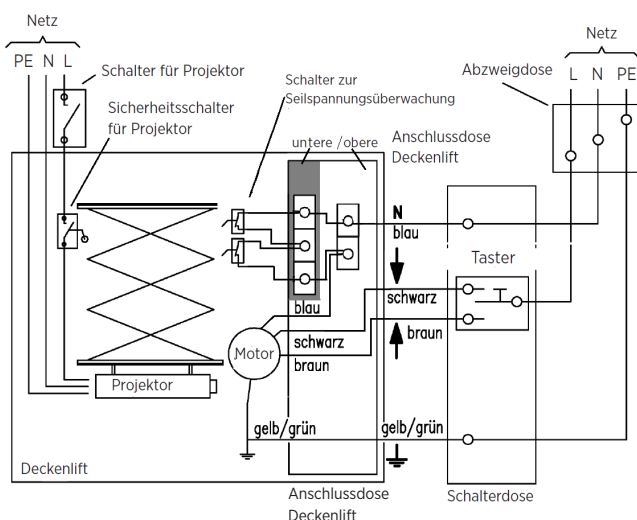 Netz
PE N L
Schalter für Projektor
Sicherheitsschalter
für Projektor
Schalter zur
Seilspannungsüberwachung
untere /obere
Anschlussdose
Deckenlift
Netz
Abzweigdose
L N PE
N
blau
Taster
schwarz
braun
blau
schwarz
braun
Motor
Projektor
gelb/grün
gelb/grün
Deckenlift
Anschlussdose
Deckenlift
Schalterdose